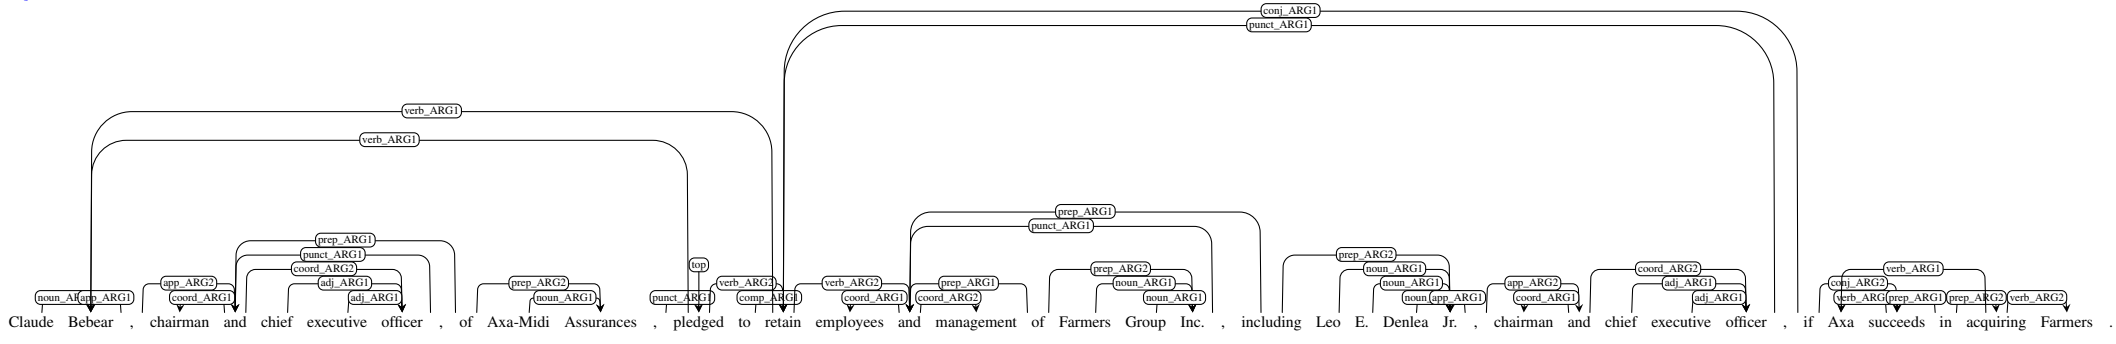 conj_ARG1
punct_ARG1
verb_ARG1
verb_ARG1
prep_ARG1
punct_ARG1
prep_ARG1
punct_ARG1
coord_ARG2
top
prep_ARG2
noun_ARG1
coord_ARG2
verb_ARG1
app_ARG2 adj_ARG1 prep_ARG2 verb_ARG2 verb_ARG2 prep_ARG1 prep_ARG2 noun_ARG1 noun_ARG1 app_ARG2 adj_ARG1 conj_ARG2
app_ARG1 coord_ARG1 adj_ARG1 noun_ARG1 punct_ARG1 comp_ARG1 coord_ARG1 coord_ARG2 noun_ARG1 noun app_ARG1 coord_ARG1 adj_ARG1 prep_ARG1 prep_ARG2 verb_ARG2
Claude Bebear , chairman and chief executive officer , of Axa-Midi Assurances , pledged to retain employees and management of Farmers Group Inc. , including Leo E. Denlea Jr. , chairman and chief executive officer , if Axa succeeds in acquiring Farmers .